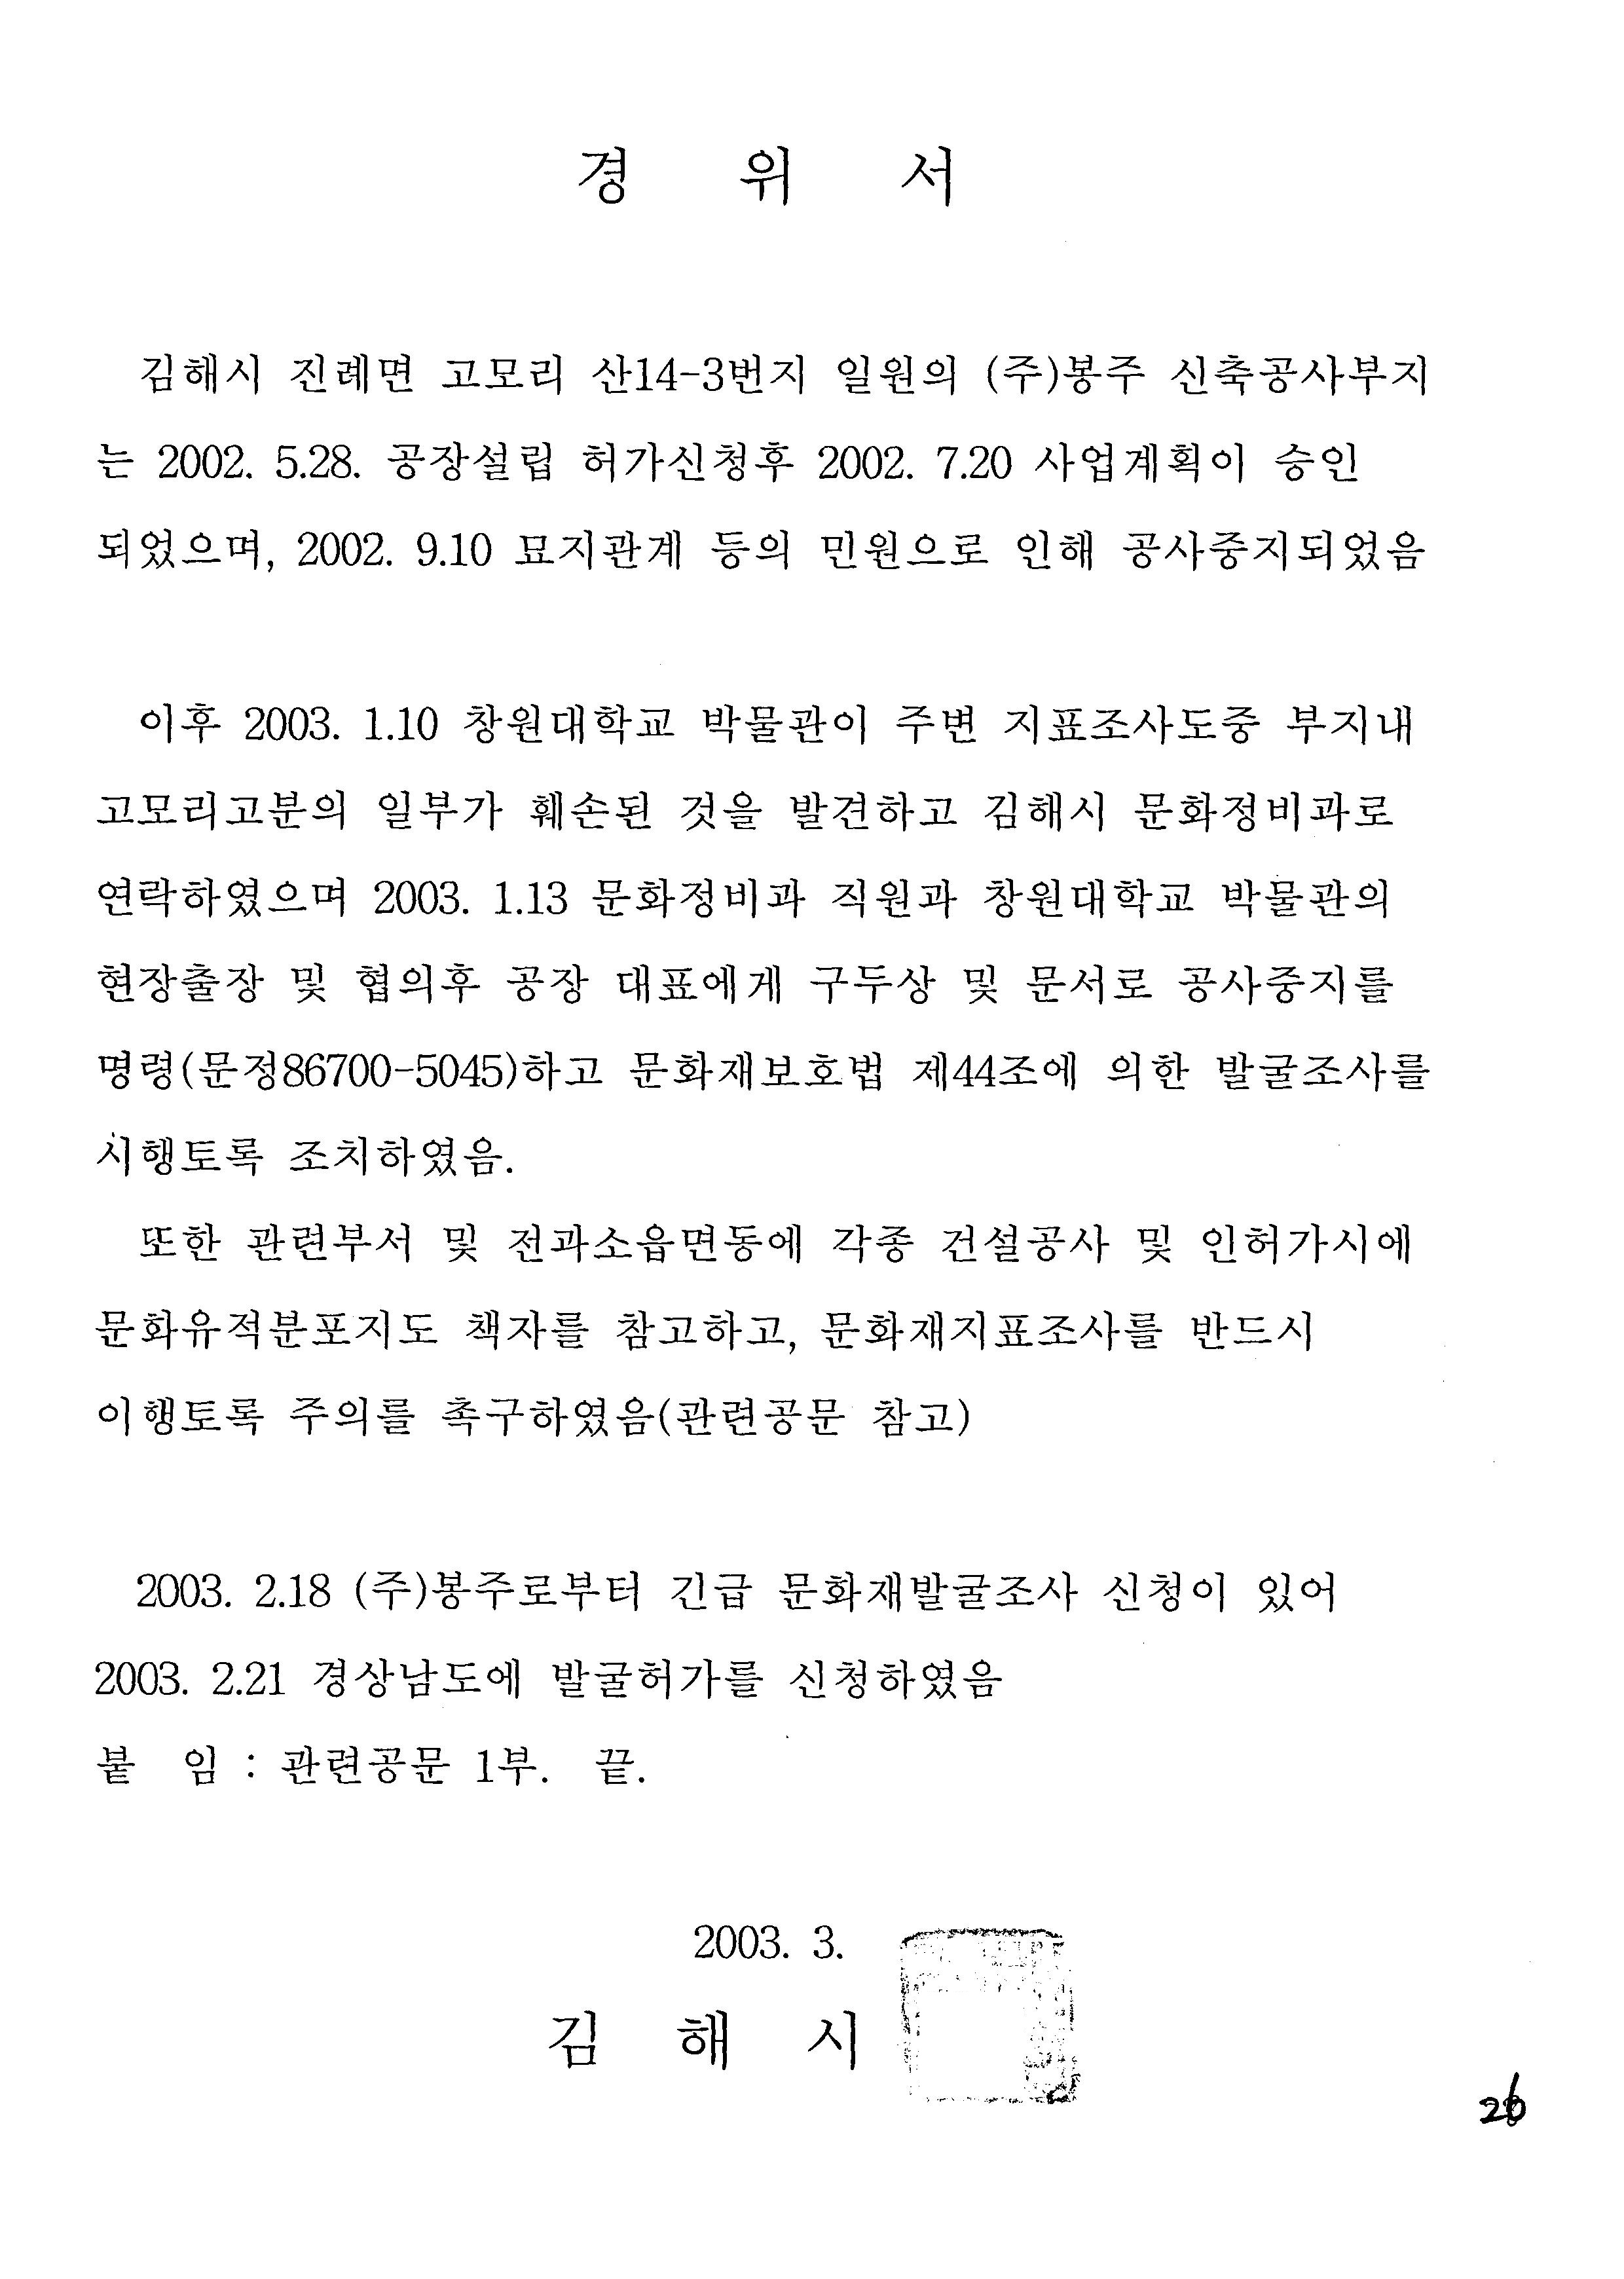 경 위 서
김해시 진례면 고모리 산14-3번지 일원의 (주)봉주 신축공사부지
는 2002. 5.28. 공장설립 허가신청후 2002. 7.20 사업계획이 승인
되었으며, 2002. 9.10 묘지관계 등의 민원으로 인해 공사중지되었음
이후 2003. 1.10 창원대학교 박물관이 주변 지표조사도중 부지내
고모리고분의 일부가 훼손된 것을 발견하고 김해시 문화정비과로
연락하였으며 2003. 1.13 문화정비과 직원과 창원대학교 박물관의
현장출장 및 협의후 공장 대표에게 구두상 및 문서로 공사중지를
명령(문정86700-5045)하고 문화재보호법 제44조에 의한 발굴조사를
시행토록 조치하였음.
또한 관련부서 및 전과소읍면동에 각종 건설공사 및 인허가시에
문화유적분포지도 책자를 참고하고, 문화재지표조사를 반드시
이행토록 주의를 촉구하였음(관련공문 참고)
2003. 2.18 (주)봉주로부터 긴급 문화재발굴조사 신청이 있어
2003. 2.21 경상남도에 발굴허가를 신청하였음
붙 임 : 관련공문 1부. 끝.
2003. 3.
김 해 시
26